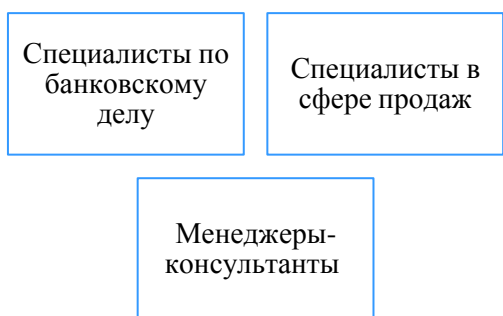 Специалисты по
банковскому
делу
Специалисты в
сфере продаж
Менеджеры-
консультанты